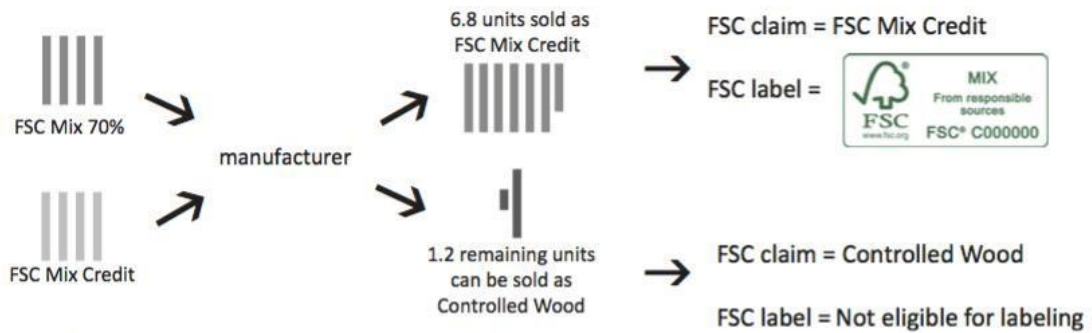 6.8 units sold as
FSC Mix Credit
FSC Mix 70%
manufacturer
FSC Mix Credit
1.2 remaining units
can be sold as
Controlled Wood
FSC claim = FSC Mix Credit
FSC label =
FSC
www.fsc.org
MIX
From responsible
sources
FSC® C000000
FSC claim = Controlled Wood
FSC label = Not eligible for labeling